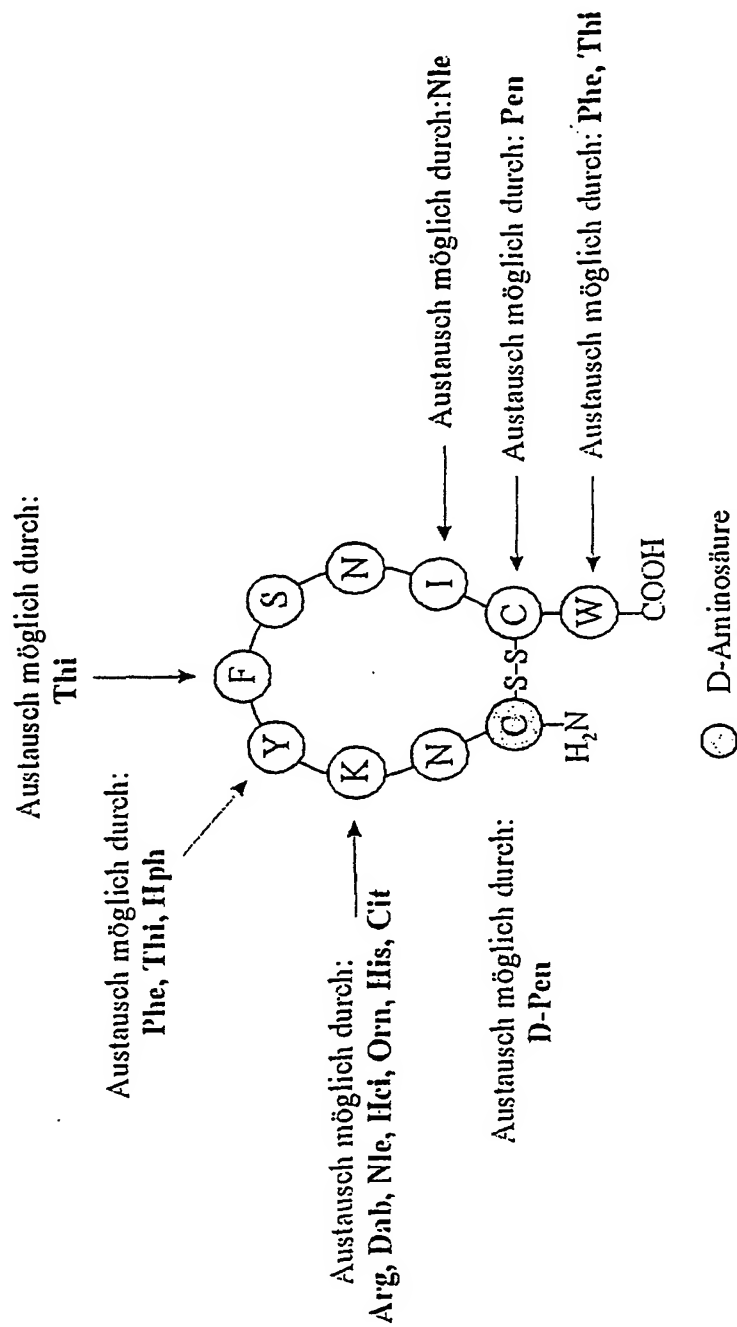 Austausch möglich durch:
Thi
Austausch möglich durch:
Phe, Thi, Hph
Austausch möglich durch:
Arg, Dab, Nle, Hci, Orn, His, Cit
Austausch möglich durch:
D-Pen
F
Y
S
K
N
N
I
C
S-S
C
H₂N
W
COOH
Austausch möglich durch:Nle
Austausch möglich durch: Pen
Austausch möglich durch: Phe, Thi
D-Aminosäure